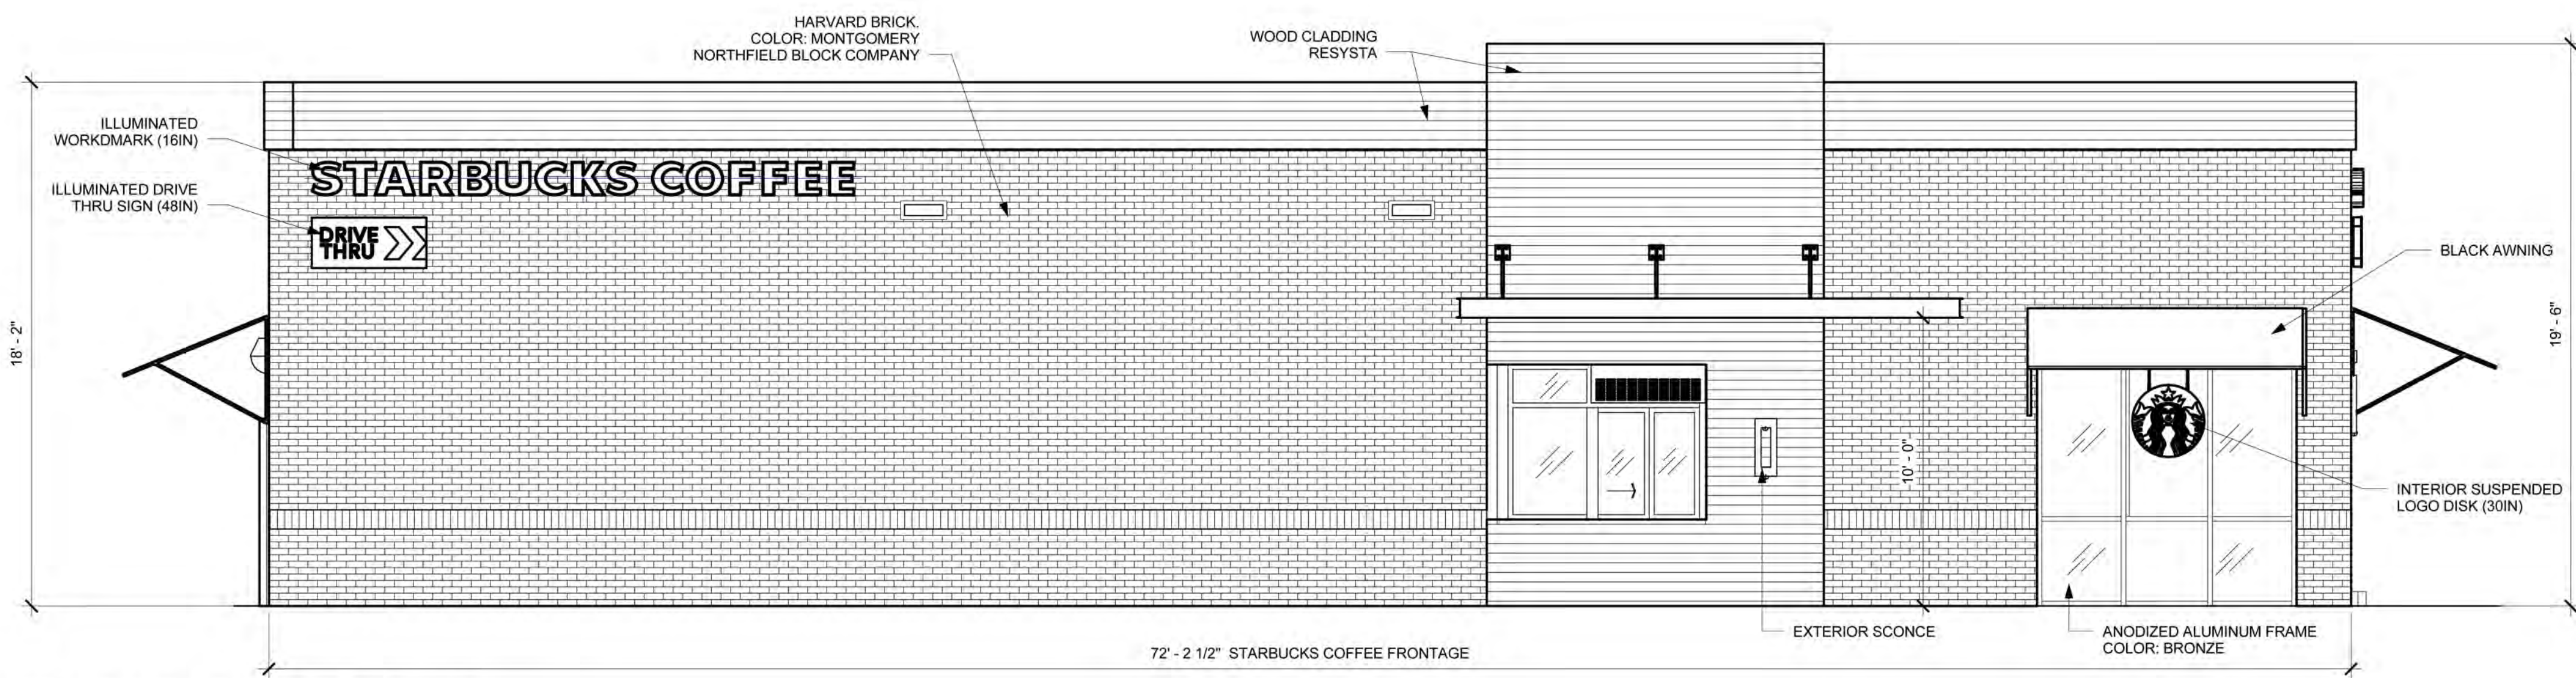 HARVARD BRICK.
COLOR: MONTGOMERY
NORTHFIELD BLOCK COMPANY
WOOD CLADDING
RESYSTA
ILLUMINATED
WORKDMARK (16IN)
STARBUCKS COFFEE
ILLUMINATED DRIVE
THRU SIGN (48IN)
DRIVE
THRU
BLACK AWNING
18' - 2"
19' - 6"
10' - 0"
INTERIOR SUSPENDED
LOGO DISK (30IN)
EXTERIOR SCONCE
ANODIZED ALUMINUM FRAME
COLOR: BRONZE
72' - 2 1/2" STARBUCKS COFFEE FRONTAGE